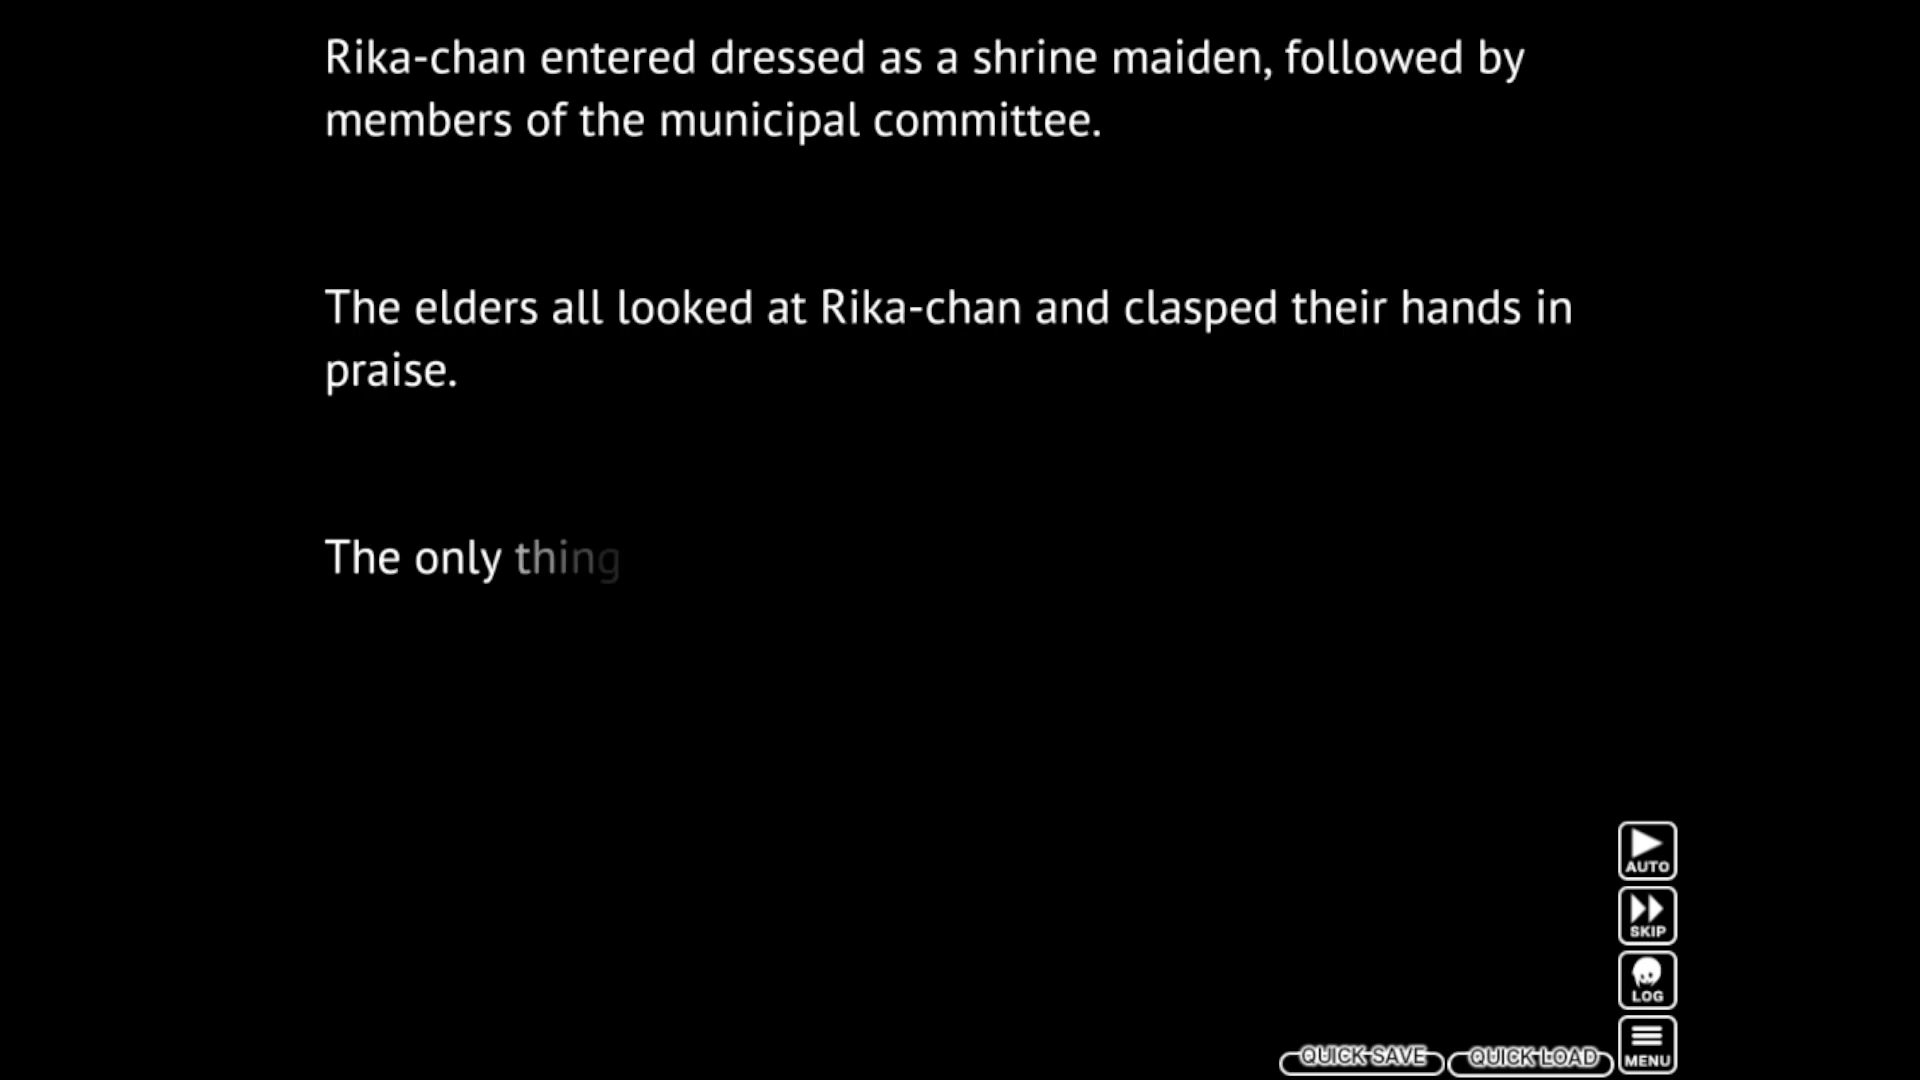 Rika-chan entered dressed as a shrine maiden, followed by
members of the municipal committee.
The elders all looked at Rika-chan and clasped their hands in
praise.
The only thing
AUTO
SKIP
LOG
MENU
QUICK SAVE
QUICK LOAD